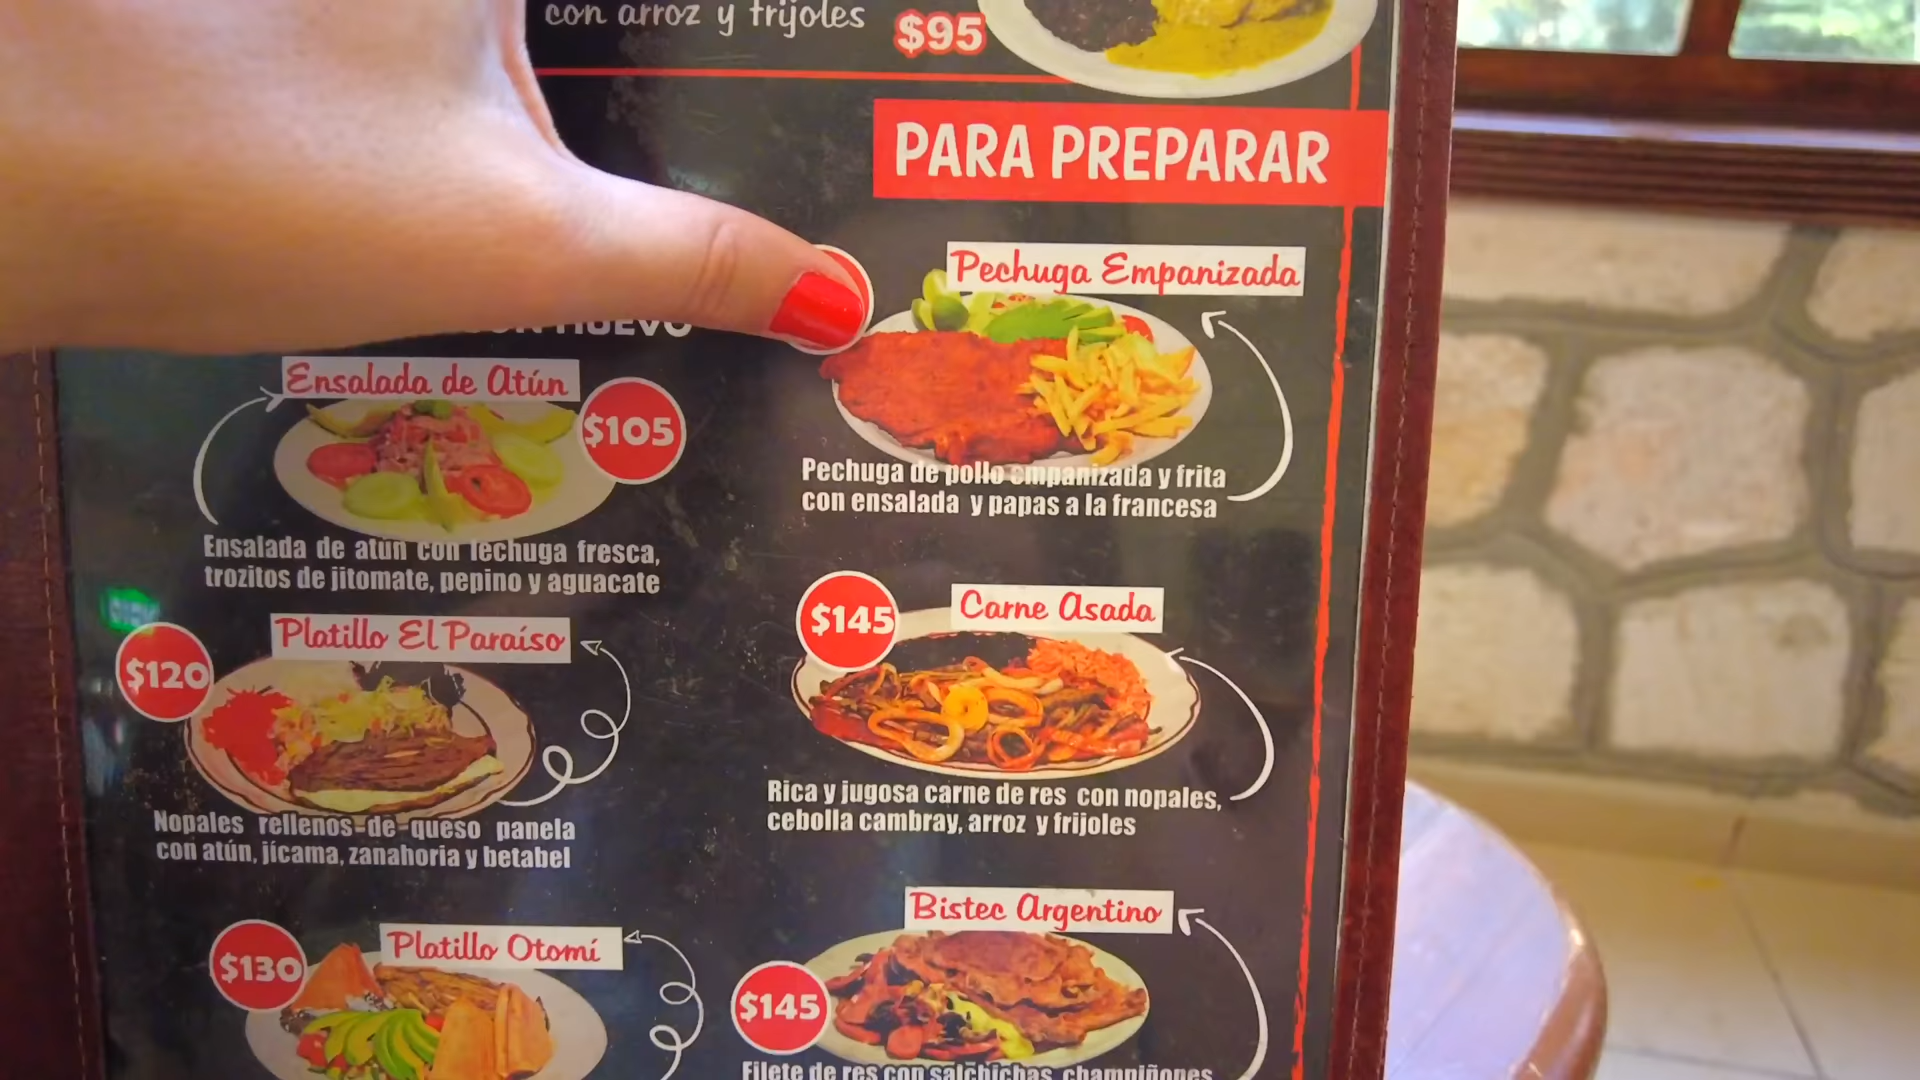 con arroz y frijoles
$95
PARA PREPARAR
HUEVO
Ensalada de Atún
$105
Ensalada de atún con lechuga fresca,
trozitos de jitomate, pepino y aguacate
Platillo El Paraíso
$120
Nopales rellenos de queso panela
con atún, jícama, zanahoria y betabel
Platillo Otomí
$130
Pechuga Empanizada
Pechuga de pollo empanizada y frita
con ensalada y papas a la francesa
Carne Asada
$145
Rica y jugosa carne de res con nopales,
cebolla cambray, arroz y frijoles
Bistec Argentino
$145
Filete de res con salchichas, champiñones